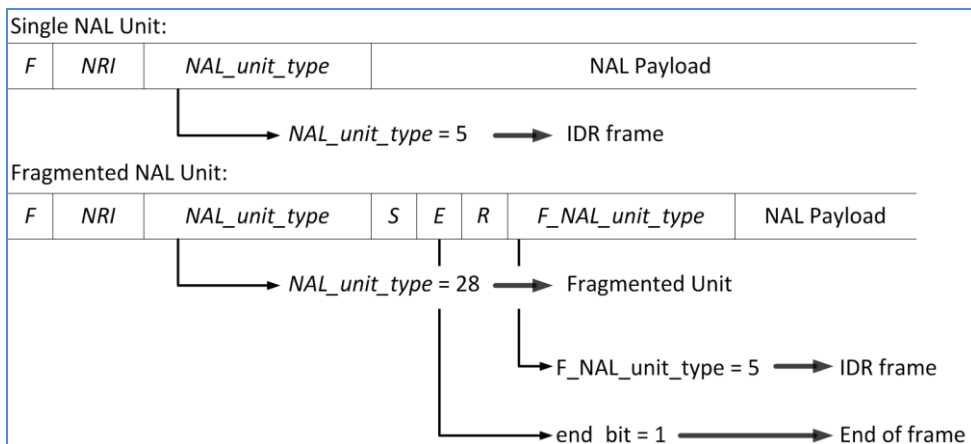 Single NAL Unit:
F NRI NAL_unit_type NAL Payload
NAL_unit_type = 5 IDR frame
Fragmented NAL Unit:
F NRI NAL_unit_type S E R F_NAL_unit_type NAL Payload
NAL_unit_type = 28 Fragmented Unit
F_NAL_unit_type = 5 IDR frame
end bit = 1 End of frame